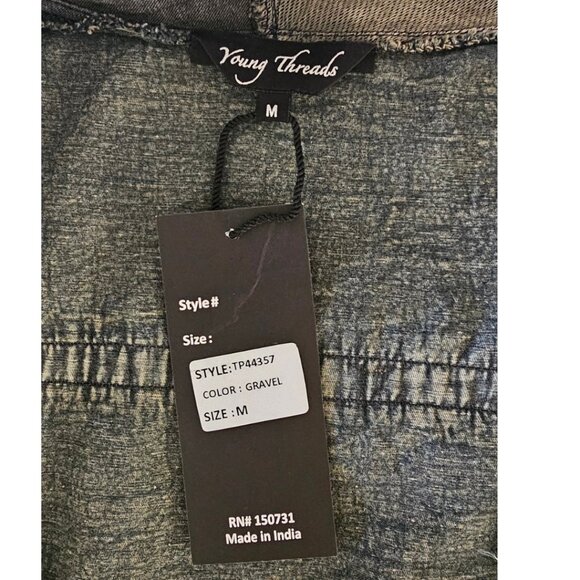 Young Threads
M
Style #
Size :
STYLE:TP44357
COLOR : GRAVEL
SIZE : M
RN# 150731
Made in India